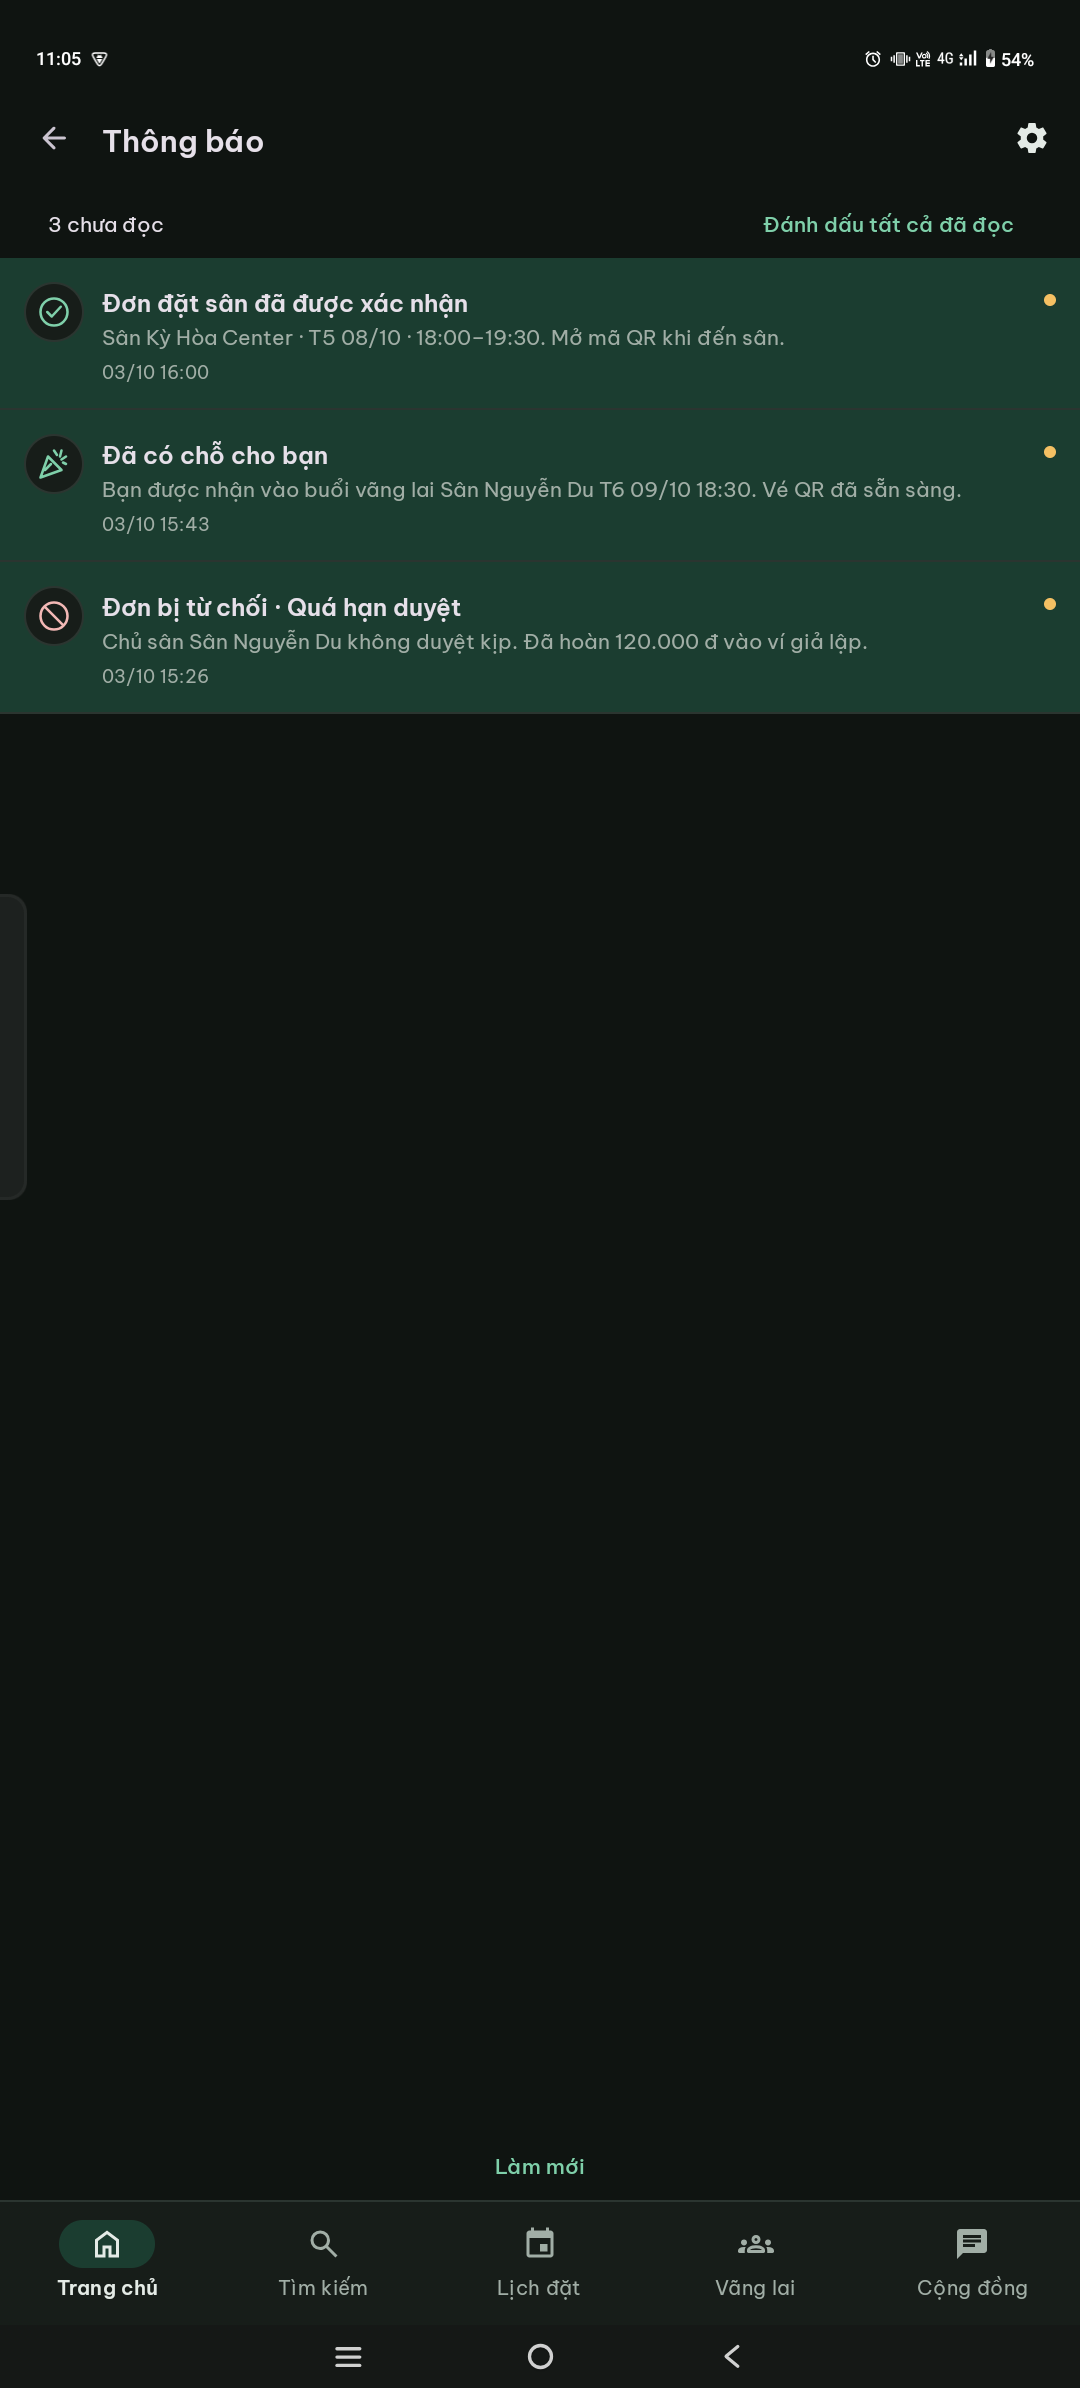 11:05
VoLTE 4G 54%
Thông báo
3 chưa đọc
Đánh dấu tất cả đã đọc
Đơn đặt sân đã được xác nhận
Sân Kỳ Hòa Center · T5 08/10 · 18:00–19:30. Mở mã QR khi đến sân.
03/10 16:00
Đã có chỗ cho bạn
Bạn được nhận vào buổi vãng lai Sân Nguyễn Du T6 09/10 18:30. Vé QR đã sẵn sàng.
03/10 15:43
Đơn bị từ chối · Quá hạn duyệt
Chủ sân Sân Nguyễn Du không duyệt kịp. Đã hoàn 120.000 đ vào ví giả lập.
03/10 15:26
Làm mới
Trang chủ
Tìm kiếm
Lịch đặt
Vãng lai
Cộng đồng